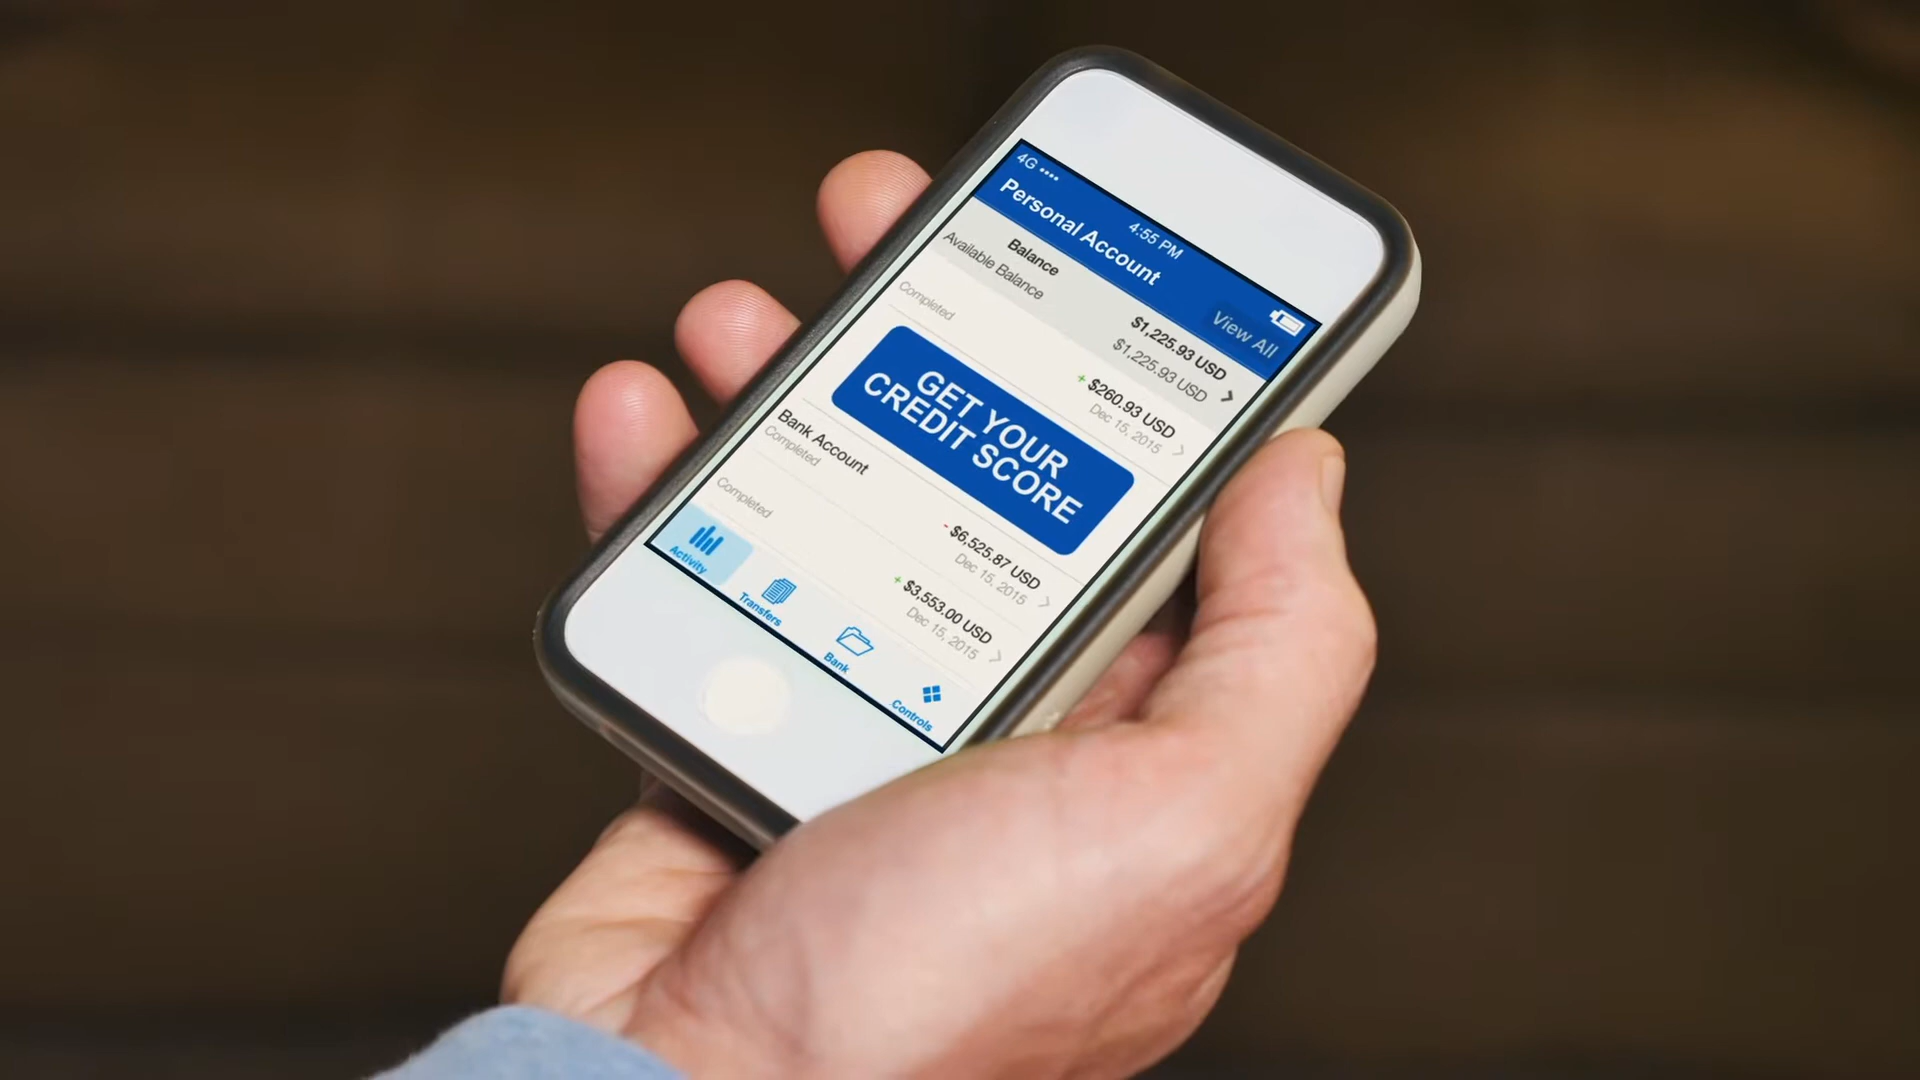 4G
4:55 PM
Personal Account
View All
Balance
$1,225.93 USD
Available Balance
$1,225.93 USD
+ $260.93 USD
Completed
Dec 15, 2015
GET YOUR
CREDIT SCORE
Bank Account
- $6,525.87 USD
Completed
Dec 15, 2015
+ $3,553.00 USD
Completed
Dec 15, 2015
Activity
Transfers
Bank
Controls